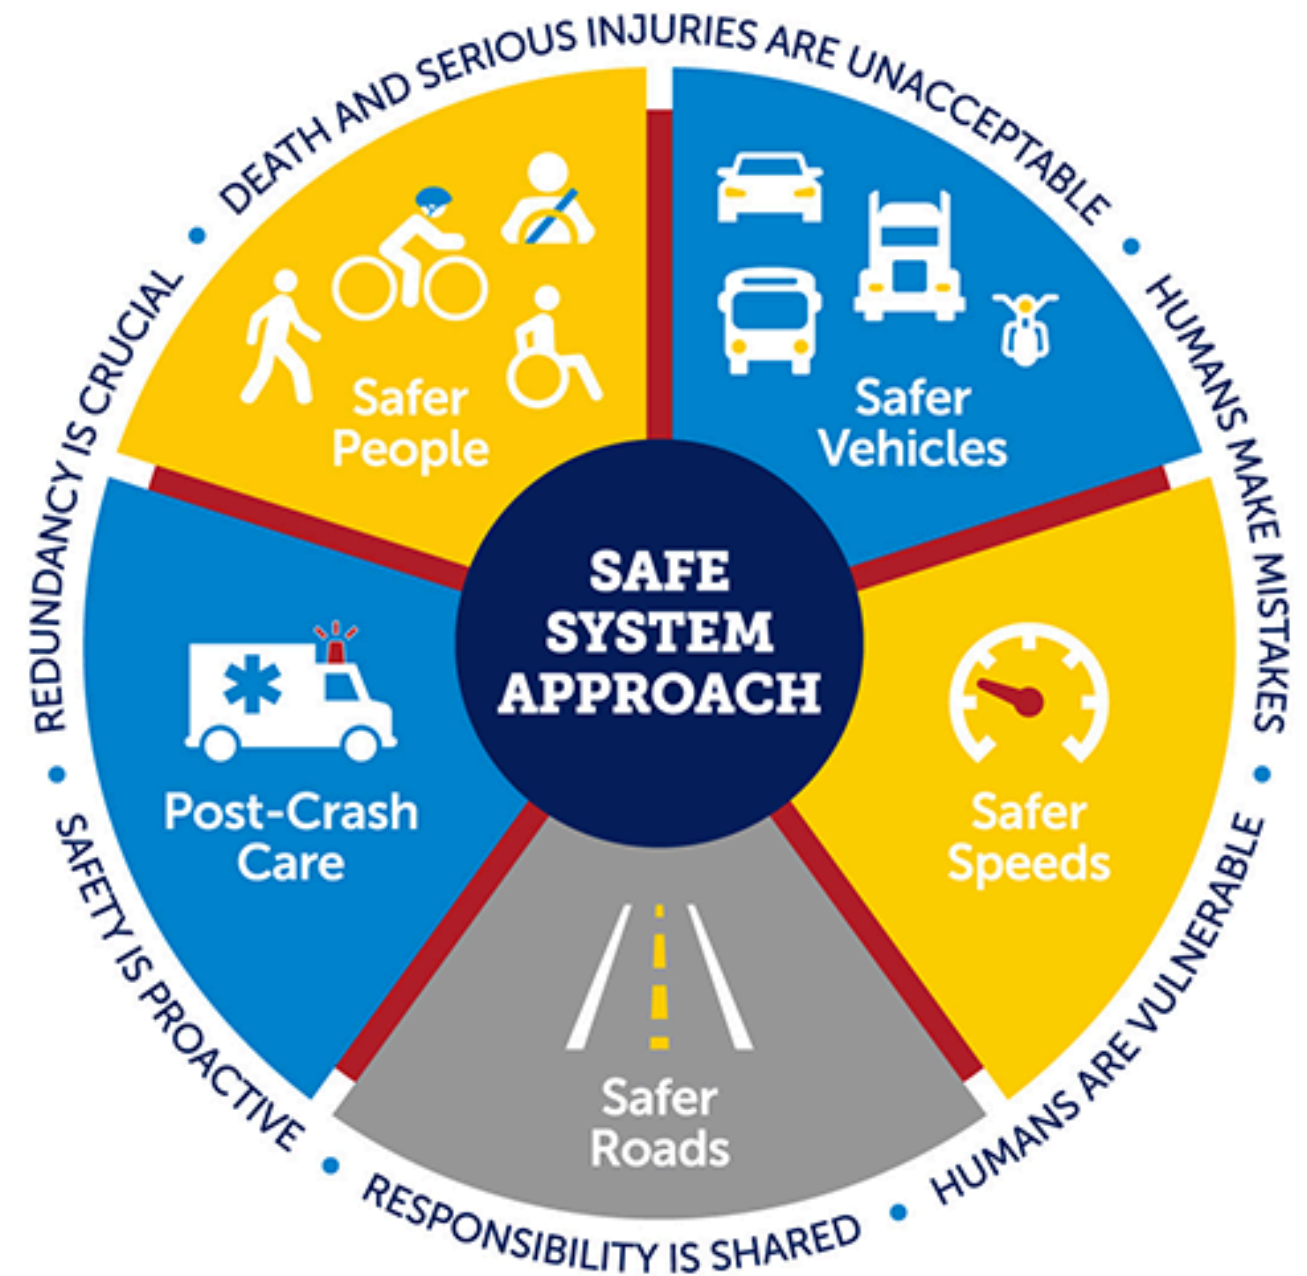 DEATH AND SERIOUS INJURIES ARE UNACCEPTABLE
HUMANS MAKE MISTAKES
HUMANS ARE VULNERABLE
RESPONSIBILITY IS SHARED
SAFETY IS PROACTIVE
REDUNDANCY IS CRUCIAL
Safer
People
Safer
Vehicles
SAFE
SYSTEM
APPROACH
Post-Crash
Care
Safer
Speeds
Safer
Roads